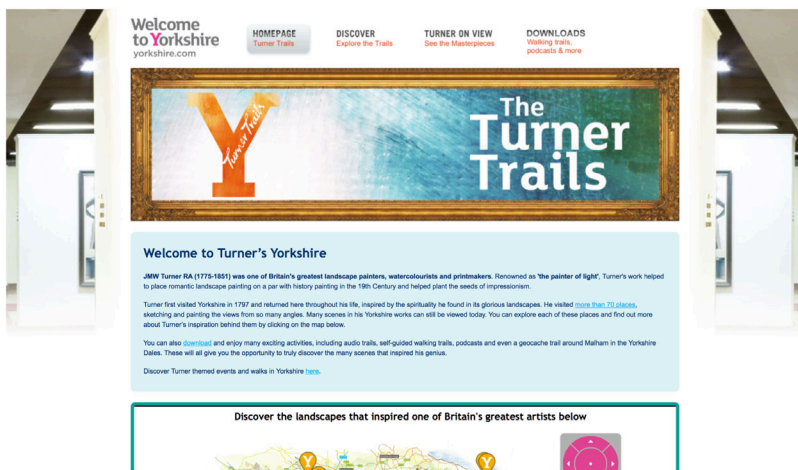 Welcome
to Yorkshire
yorkshire.com
HOMEPAGE
Turner Trails
DISCOVER
Explore the Trails
TURNER ON VIEW
See the Masterpieces
DOWNLOADS
Walking trails,
podcasts & more
Y
Turner Trails
The
Turner
Trails
Welcome to Turner's Yorkshire
JMW Turner RA (1775-1851) was one of Britain's greatest landscape painters, watercolourists and printmakers. Renowned as 'the painter of light', Turner's work helped
to place romantic landscape painting on a par with history painting in the 19th Century and helped plant the seeds of impressionism.
Turner first visited Yorkshire in 1797 and returned here throughout his life, inspired by the spirituality he found in its glorious landscapes. He visited more than 70 places,
sketching and painting the views from so many angles. Many scenes in his Yorkshire works can still be viewed today. You can explore each of these places and find out more
about Turner's inspiration behind them by clicking on the map below.
You can also download and enjoy many exciting activities, including audio trails, self-guided walking trails, podcasts and even a geocache trail around Malham in the Yorkshire
Dales. These will all give you the opportunity to truly discover the many scenes that inspired his genius.
Discover Turner themed events and walks in Yorkshire here.
Discover the landscapes that inspired one of Britain's greatest artists below
Y
Y